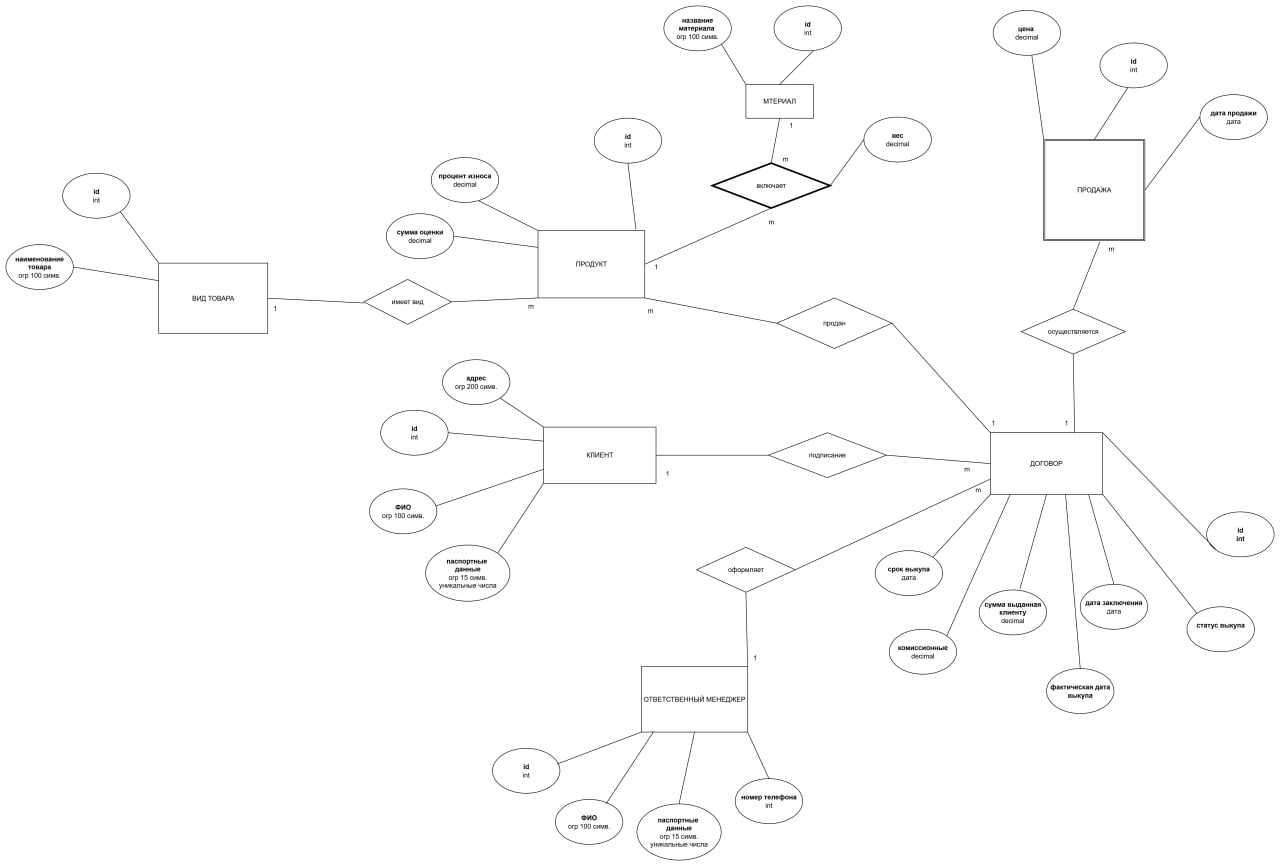 название
материала
огр 100 симв.
id
int
цена
decimal
id
int
дата продажи
дата
МТЕРИАЛ
1
m
включает
m
вес
decimal
ПРОДАЖА
m
id
int
процент износа
decimal
сумма оценки
decimal
ПРОДУКТ
1
m
m
id
int
наименование
товара
огр 100 симв.
ВИД ТОВАРА
1
имеет вид
продан
осуществляется
1
1
адрес
огр 200 симв.
id
int
ФИО
огр 100 симв.
паспортные
данные
огр 15 симв.
уникальные числа
КЛИЕНТ
1
подписание
m
m
ДОГОВОР
id
int
оформляет
1
срок выкупа
дата
комиссионные
decimal
сумма выданная
клиенту
decimal
дата заключения
дата
фактическая дата
выкупа
статус выкупа
ОТВЕТСТВЕННЫЙ МЕНЕДЖЕР
id
int
ФИО
огр 100 симв.
паспортные
данные
огр 15 симв.
уникальные числа
номер телефона
int